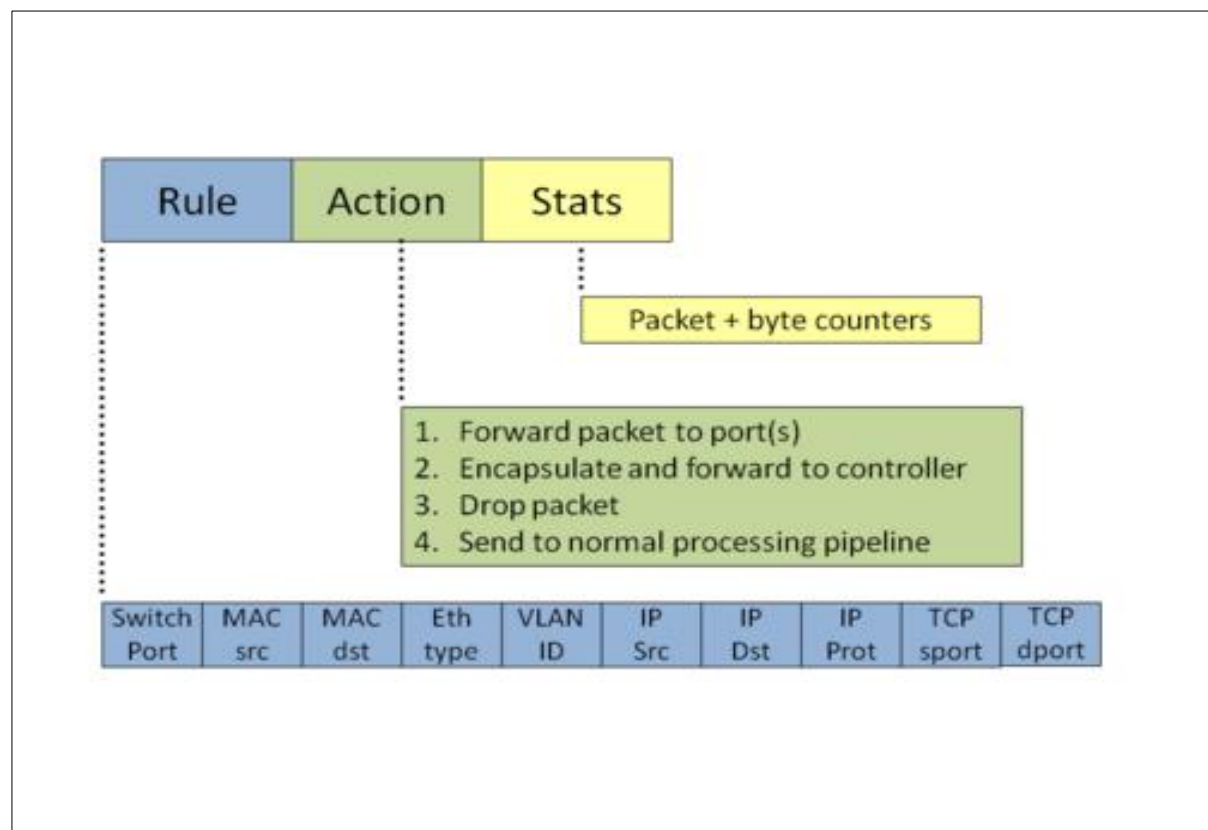 Rule Action Stats
Packet + byte counters
1. Forward packet to port(s)
2. Encapsulate and forward to controller
3. Drop packet
4. Send to normal processing pipeline
Switch Port
MAC src
MAC dst
Eth type
VLAN ID
IP Src
IP Dst
IP Prot
TCP sport
TCP dport